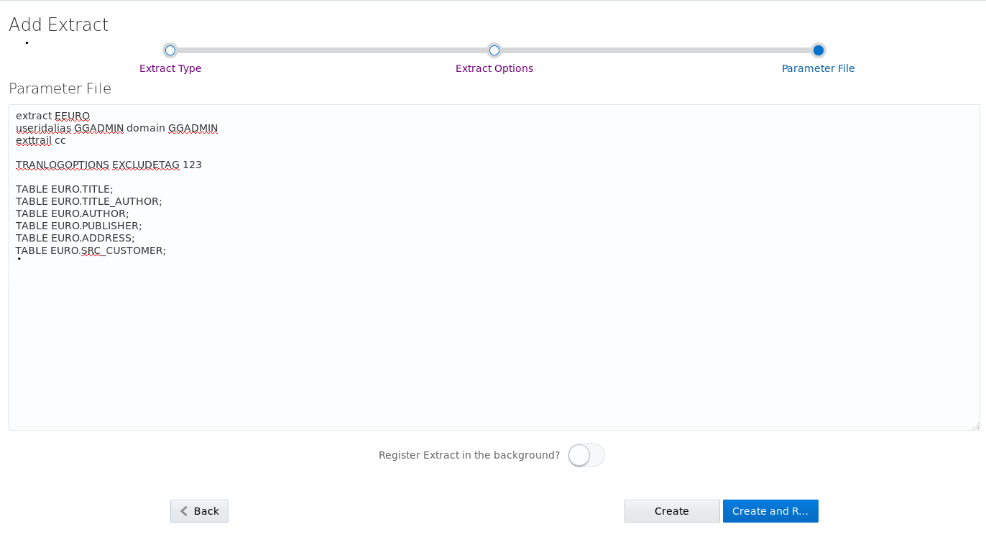 Add Extract
Extract Type
Extract Options
Parameter File
Parameter File
extract EEURO
useridalias GGADMIN domain GGADMIN
exttrail cc
TRANLOGOPTIONS EXCLUDETAG 123
TABLE EURO.TITLE;
TABLE EURO.TITLE_AUTHOR;
TABLE EURO.AUTHOR;
TABLE EURO.PUBLISHER;
TABLE EURO.ADDRESS;
TABLE EURO.SRC_CUSTOMER;
Register Extract in the background?
Back
Create
Create and R...